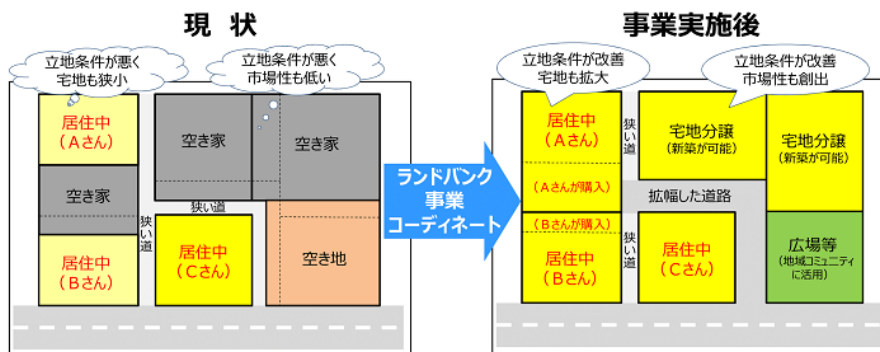 現 状
立地条件が悪く
宅地も狭小
立地条件が悪く
市場性も低い
居住中
（Ａさん）
空き家
居住中
（Ｂさん）
狭い道
空き家
空き家
狭い道
居住中
（Ｃさん）
空き地
ランドバンク
事業
コーディネート
事業実施後
立地条件が改善
宅地も拡大
立地条件が改善
市場性も創出
居住中
（Ａさん）
（Ａさんが購入）
（Ｂさんが購入）
居住中
（Ｂさん）
狭い道
宅地分譲
（新築が可能）
宅地分譲
（新築が可能）
拡幅した道路
狭い道
居住中
（Ｃさん）
広場等
（地域コミュニティ
に活用）